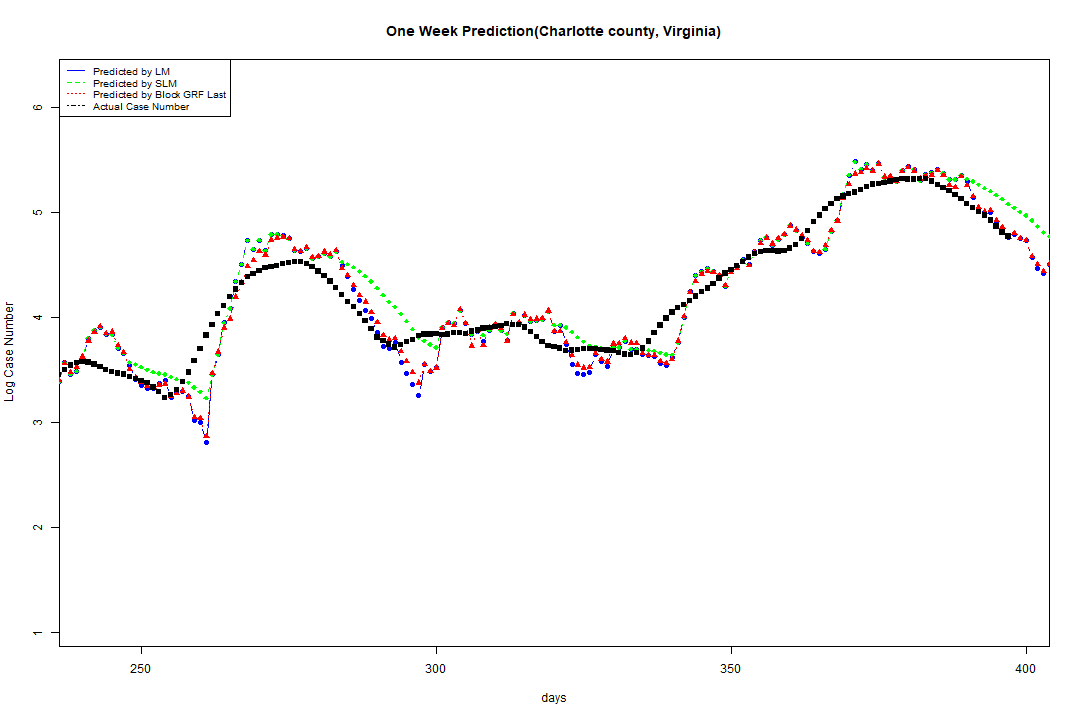 One Week Prediction(Charlotte county, Virginia)
Predicted by LM
Predicted by SLM
Predicted by Block GRF Last
Actual Case Number
6
5
4
3
2
1
Log Case Number
250 300 350 400
days